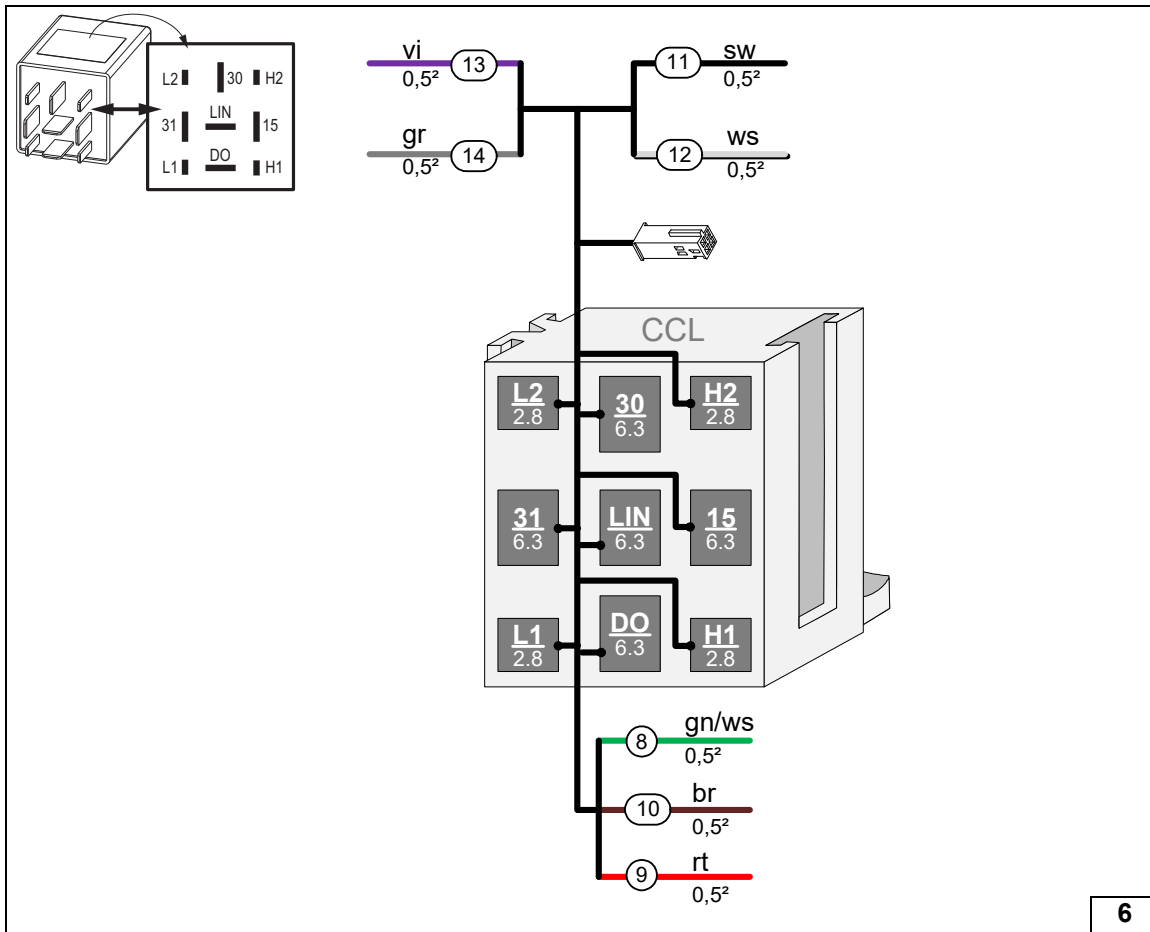 L2 30 H2
31 LIN 15
L1 DO H1
vi 13
0,5²
gr 14
0,5²
11 sw
0,5²
12 ws
0,5²
CCL
L2
2.8
30
6.3
H2
2.8
31
6.3
LIN
6.3
15
6.3
L1
2.8
DO
6.3
H1
2.8
8 gn/ws
0,5²
10 br
0,5²
9 rt
0,5²
6